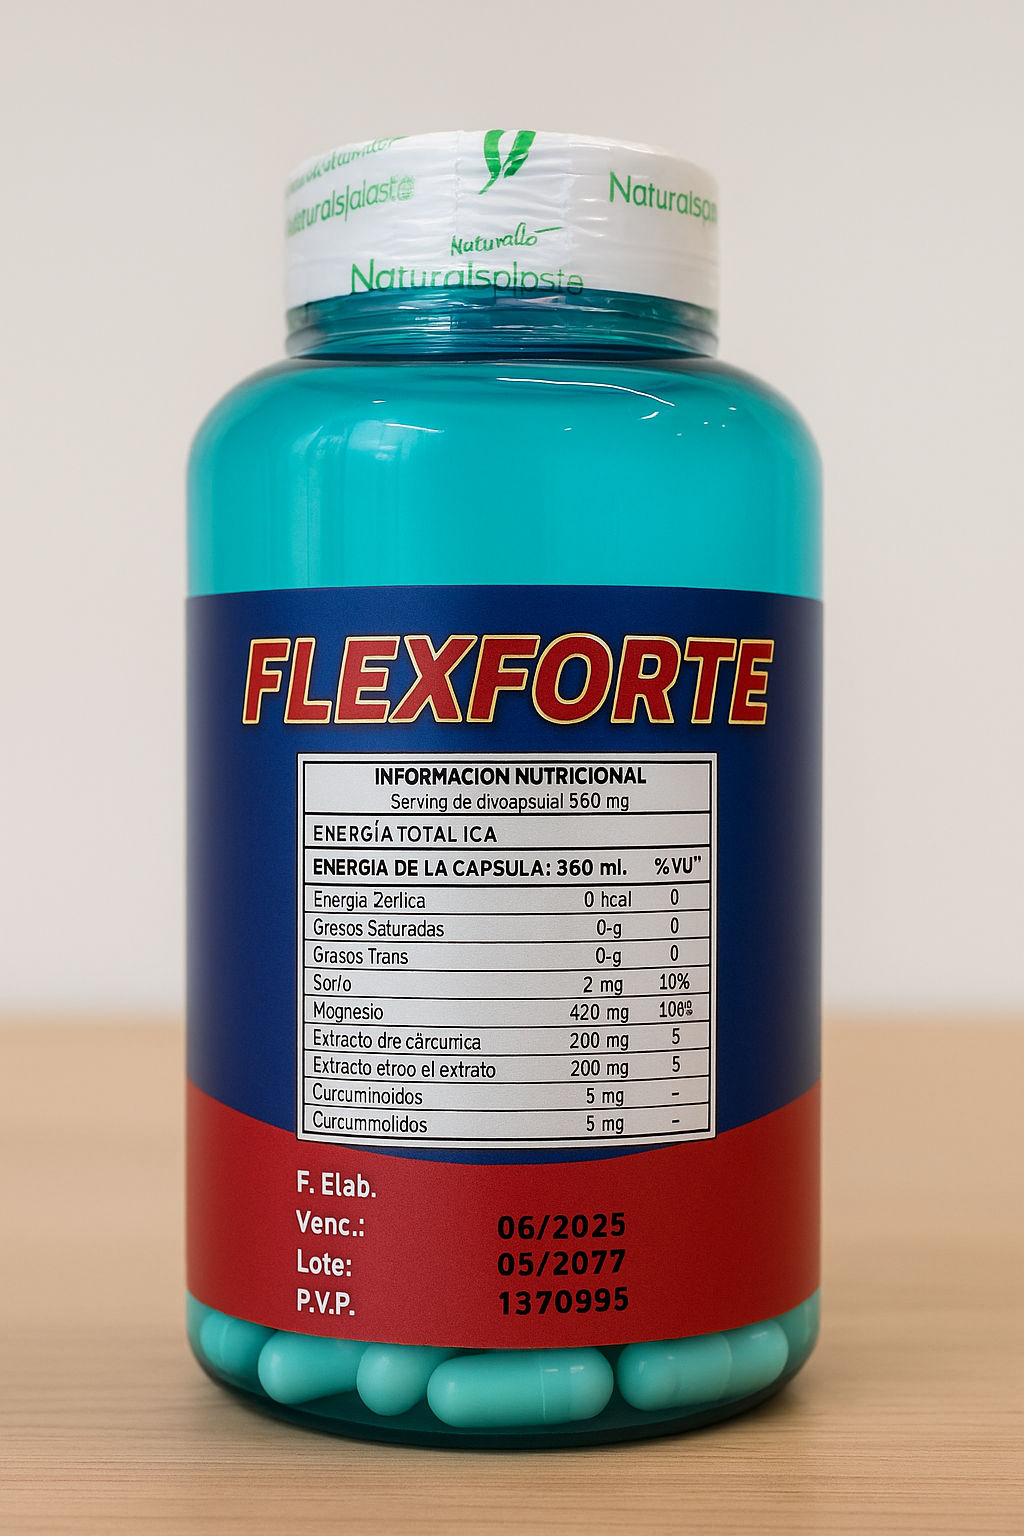 Naturalsplaste
Naturallo
Naturalsplpste
FLEXFORTE
INFORMACION NUTRICIONAL
Serving de divoapsuial 560 mg
ENERGÍA TOTAL ICA
ENERGIA DE LA CAPSULA: 360 ml. % VU"
Energia 2erlica 0 hcal 0
Gresos Saturadas 0-g 0
Grasos Trans 0-g 0
Sor/o 2 mg 10%
Mognesio 420 mg
Extracto dre cärcurrica 200 mg 5
Extracto etroo el extrato 200 mg 5
Curcuminoidos 5 mg –
Curcummolidos 5 mg –
F. Elab.
Venc.: 06/2025
Lote: 05/2077
P.V.P. 1370995